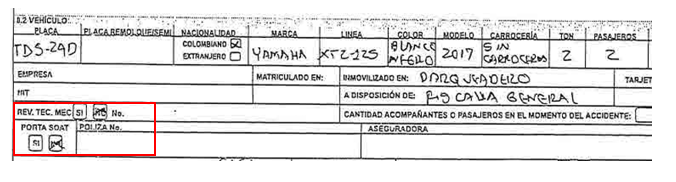 8.2 VEHÍCULO:
PLACA PLACA REMOLQUE/SEMI NACIONALIDAD MARCA LINEA COLOR MODELO CARROCERÍA TON PASAJEROS
TDS-29D COLOMBIANO YAMAHA XTZ-125 BLANCO NEGRO 2017 SIN CARROCERIA 2 2
EXTRANJERO
EMPRESA MATRICULADO EN: INMOVILIZADO EN: PARQUEADERO TARJET
NIT A DISPOSICIÓN DE: FISCALIA GENERAL
REV. TEC. MEC SI NO No. CANTIDAD ACOMPAÑANTES O PASAJEROS EN EL MOMENTO DEL ACCIDENTE:
PORTA SOAT POLIZA No. ASEGURADORA
SI NO